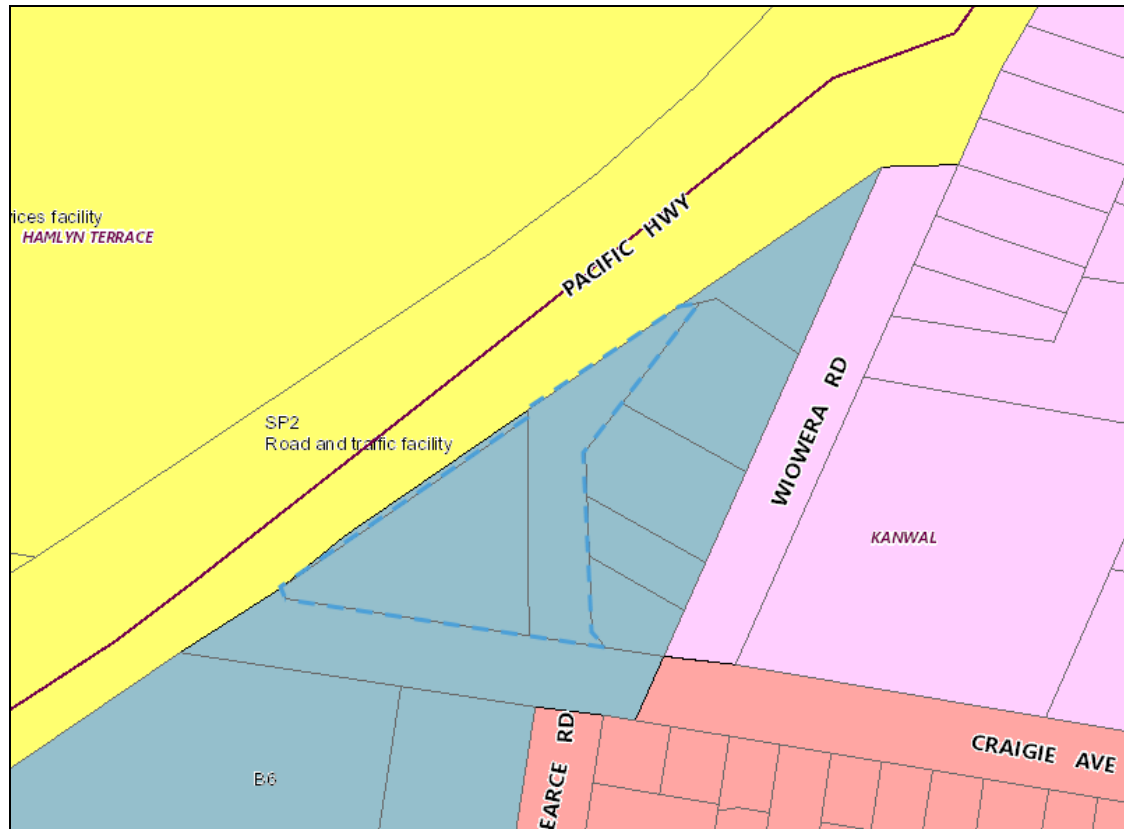 ices facility
HAMLYN TERRACE
PACIFIC HWY
SP2
Road and traffic facility
WIOWERA RD
KANWAL
CRAIGIE AVE
EARCE RD
B6